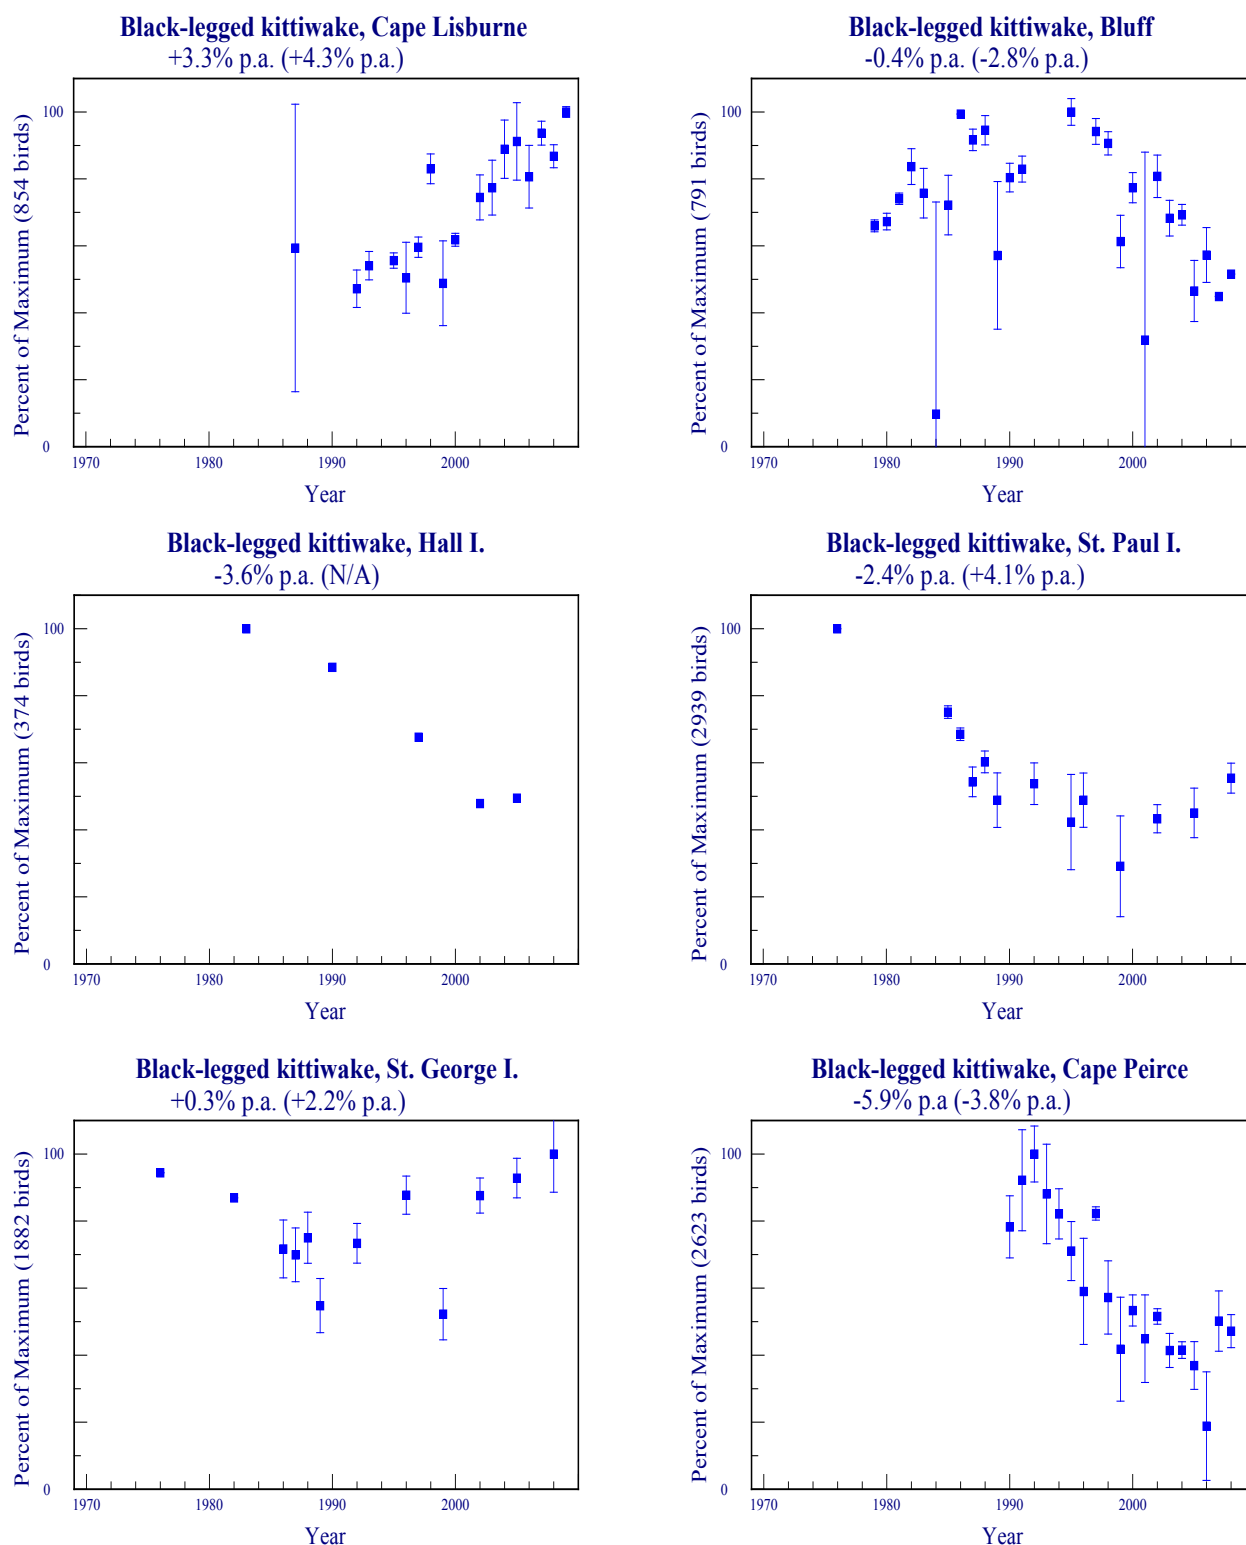 Black-legged kittiwake, Cape Lisburne
+3.3% p.a. (+4.3% p.a.)
Percent of Maximum (854 birds)
100
0
1970 1980 1990 2000
Year
Black-legged kittiwake, Bluff
-0.4% p.a. (-2.8% p.a.)
Percent of Maximum (791 birds)
100
0
1970 1980 1990 2000
Year
Black-legged kittiwake, Hall I.
-3.6% p.a. (N/A)
Percent of Maximum (374 birds)
100
0
1970 1980 1990 2000
Year
Black-legged kittiwake, St. Paul I.
-2.4% p.a. (+4.1% p.a.)
Percent of Maximum (2939 birds)
100
0
1970 1980 1990 2000
Year
Black-legged kittiwake, St. George I.
+0.3% p.a. (+2.2% p.a.)
Percent of Maximum (1882 birds)
100
0
1970 1980 1990 2000
Year
Black-legged kittiwake, Cape Peirce
-5.9% p.a (-3.8% p.a.)
Percent of Maximum (2623 birds)
100
0
1970 1980 1990 2000
Year